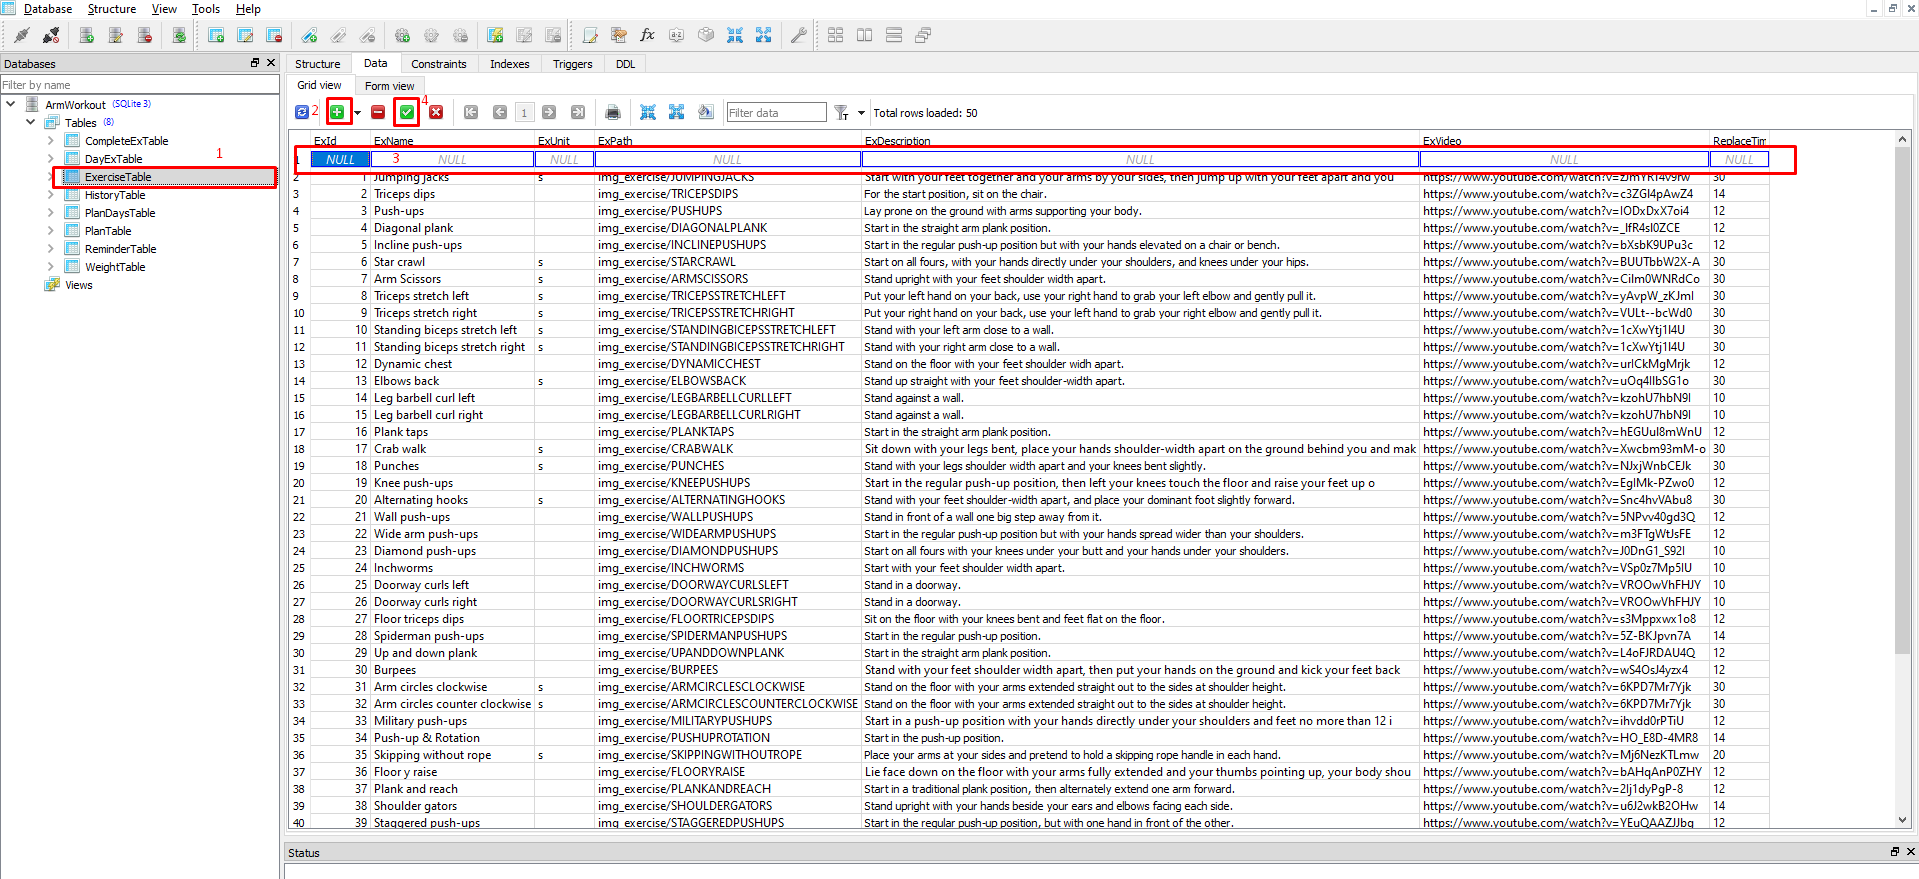 Database Structure View Tools Help
Databases
Filter by name
ArmWorkout (SQLite 3)
Tables (8)
CompleteExTable
DayExTable
1
ExerciseTable
HistoryTable
PlanDaysTable
PlanTable
ReminderTable
WeightTable
Views
Structure Data Constraints Indexes Triggers DDL
Grid view Form view
2 4 1 Filter data Total rows loaded: 50
ExId ExName ExUnit ExPath ExDescription ExVideo ReplaceTim
1 NULL 3 NULL NULL NULL NULL NULL NULL
2 1 Jumping jacks s img_exercise/JUMPINGJACKS Start with your feet together and your arms by your sides, then jump up with your feet apart and you 30
3 2 Triceps dips img_exercise/TRICEPSDIPS For the start position, sit on the chair. https://www.youtube.com/watch?v=c3ZGl4pAwZ4 14
4 3 Push-ups img_exercise/PUSHUPS Lay prone on the ground with arms supporting your body. https://www.youtube.com/watch?v=IODxDxX7oi4 12
5 4 Diagonal plank img_exercise/DIAGONALPLANK Start in the straight arm plank position. https://www.youtube.com/watch?v=_IfR4sI0ZCE 12
6 5 Incline push-ups img_exercise/INCLINEPUSHUPS Start in the regular push-up position but with your hands elevated on a chair or bench. https://www.youtube.com/watch?v=bXsbK9UPu3c 12
7 6 Star crawl s img_exercise/STARCRAWL Start on all fours, with your hands directly under your shoulders, and knees under your hips. https://www.youtube.com/watch?v=BUUTbbW2X-A 30
8 7 Arm Scissors s img_exercise/ARMSCISSORS Stand upright with your feet shoulder width apart. https://www.youtube.com/watch?v=CiIm0WNRdCo 30
9 8 Triceps stretch left s img_exercise/TRICEPSSTRETCHLEFT Put your left hand on your back, use your right hand to grab your left elbow and gently pull it. https://www.youtube.com/watch?v=yAvpW_zKJmI 30
10 9 Triceps stretch right s img_exercise/TRICEPSSTRETCHRIGHT Put your right hand on your back, use your left hand to grab your right elbow and gently pull it. https://www.youtube.com/watch?v=VULt--bcWd0 30
11 10 Standing biceps stretch left s img_exercise/STANDINGBICEPSSTRETCHLEFT Stand with your left arm close to a wall. https://www.youtube.com/watch?v=1cXwYtj1I4U 30
12 11 Standing biceps stretch right s img_exercise/STANDINGBICEPSSTRETCHRIGHT Stand with your right arm close to a wall. https://www.youtube.com/watch?v=1cXwYtj1I4U 30
13 12 Dynamic chest img_exercise/DYNAMICCHEST Stand on the floor with your feet shoulder widh apart. https://www.youtube.com/watch?v=urlCkMgMrjk 12
14 13 Elbows back s img_exercise/ELBOWSBACK Stand up straight with your feet shoulder-width apart. https://www.youtube.com/watch?v=uOq4lIbSG1o 30
15 14 Leg barbell curl left img_exercise/LEGBARBELLCURLLEFT Stand against a wall. https://www.youtube.com/watch?v=kzohU7hbN9I 10
16 15 Leg barbell curl right img_exercise/LEGBARBELLCURLRIGHT Stand against a wall. https://www.youtube.com/watch?v=kzohU7hbN9I 10
17 16 Plank taps img_exercise/PLANKTAPS Start in the straight arm plank position. https://www.youtube.com/watch?v=hEGUuI8mWnU 12
18 17 Crab walk s img_exercise/CRABWALK Sit down with your legs bent, place your hands shoulder-width apart on the ground behind you and mak https://www.youtube.com/watch?v=Xwcbm93mM-o 30
19 18 Punches s img_exercise/PUNCHES Stand with your legs shoulder width apart and your knees bent slightly. https://www.youtube.com/watch?v=NJxjWnbCEJk 30
20 19 Knee push-ups img_exercise/KNEEPUSHUPS Start in the regular push-up position, then left your knees touch the floor and raise your feet up o https://www.youtube.com/watch?v=EgIMk-PZwo0 12
21 20 Alternating hooks s img_exercise/ALTERNATINGHOOKS Stand with your feet shoulder-width apart, and place your dominant foot slightly forward. https://www.youtube.com/watch?v=Snc4hvVAbu8 30
22 21 Wall push-ups img_exercise/WALLPUSHUPS Stand in front of a wall one big step away from it. https://www.youtube.com/watch?v=5NPvv40gd3Q 12
23 22 Wide arm push-ups img_exercise/WIDEARMPUSHUPS Start in the regular push-up position but with your hands spread wider than your shoulders. https://www.youtube.com/watch?v=m3FTgWtUsFE 12
24 23 Diamond push-ups img_exercise/DIAMONDPUSHUPS Start on all fours with your knees under your butt and your hands under your shoulders. https://www.youtube.com/watch?v=J0DnG1_S92I 10
25 24 Inchworms img_exercise/INCHWORMS Start with your feet shoulder width apart. https://www.youtube.com/watch?v=VSp0z7Mp5IU 10
26 25 Doorway curls left img_exercise/DOORWAYCURLSLEFT Stand in a doorway. https://www.youtube.com/watch?v=VROOwVhFHJY 10
27 26 Doorway curls right img_exercise/DOORWAYCURLSRIGHT Stand in a doorway. https://www.youtube.com/watch?v=VROOwVhFHJY 10
28 27 Floor triceps dips img_exercise/FLOORTRICEPSDIPS Sit on the floor with your knees bent and feet flat on the floor. https://www.youtube.com/watch?v=s3Mppxwx1o8 12
29 28 Spiderman push-ups img_exercise/SPIDERMANPUSHUPS Start in the regular push-up position. https://www.youtube.com/watch?v=5Z-BKJpvn7A 14
30 29 Up and down plank img_exercise/UPANDDOWNPLANK Start in the straight arm plank position. https://www.youtube.com/watch?v=L4oFJRDAU4Q 12
31 30 Burpees img_exercise/BURPEES Stand with your feet shoulder width apart, then put your hands on the ground and kick your feet back https://www.youtube.com/watch?v=wS4OsJ4yzx4 12
32 31 Arm circles clockwise s img_exercise/ARMCIRCLESCLOCKWISE Stand on the floor with your arms extended straight out to the sides at shoulder height. https://www.youtube.com/watch?v=6KPD7Mr7Yjk 30
33 32 Arm circles counter clockwise s img_exercise/ARMCIRCLESCOUNTERCLOCKWISE Stand on the floor with your arms extended straight out to the sides at shoulder height. https://www.youtube.com/watch?v=6KPD7Mr7Yjk 30
34 33 Military push-ups img_exercise/MILITARYPUSHUPS Start in a push-up position with your hands directly under your shoulders and feet no more than 12 i https://www.youtube.com/watch?v=ihvdd0rPTiU 12
35 34 Push-up & Rotation img_exercise/PUSHUPROTATION Start in the push-up position. https://www.youtube.com/watch?v=HO_E8D-4MR8 14
36 35 Skipping without rope s img_exercise/SKIPPINGWITHOUTROPE Place your arms at your sides and pretend to hold a skipping rope handle in each hand. https://www.youtube.com/watch?v=Mj6NezKTLmw 20
37 36 Floor y raise img_exercise/FLOORYRAISE Lie face down on the floor with your arms fully extended and your thumbs pointing up, your body shou https://www.youtube.com/watch?v=bAHqAnP0ZHY 12
38 37 Plank and reach img_exercise/PLANKANDREACH Start in a traditional plank position, then alternately extend one arm forward. https://www.youtube.com/watch?v=2Ij1dyPgP-8 12
39 38 Shoulder gators img_exercise/SHOULDERGATORS Stand upright with your hands beside your ears and elbows facing each side. https://www.youtube.com/watch?v=u6J2wkB2OHw 14
40 39 Staggered push-ups img_exercise/STAGGEREDPUSHUPS Start in the regular push-up position, but with one hand in front of the other. https://www.youtube.com/watch?v=YEuQAAZJJbg 12
Status